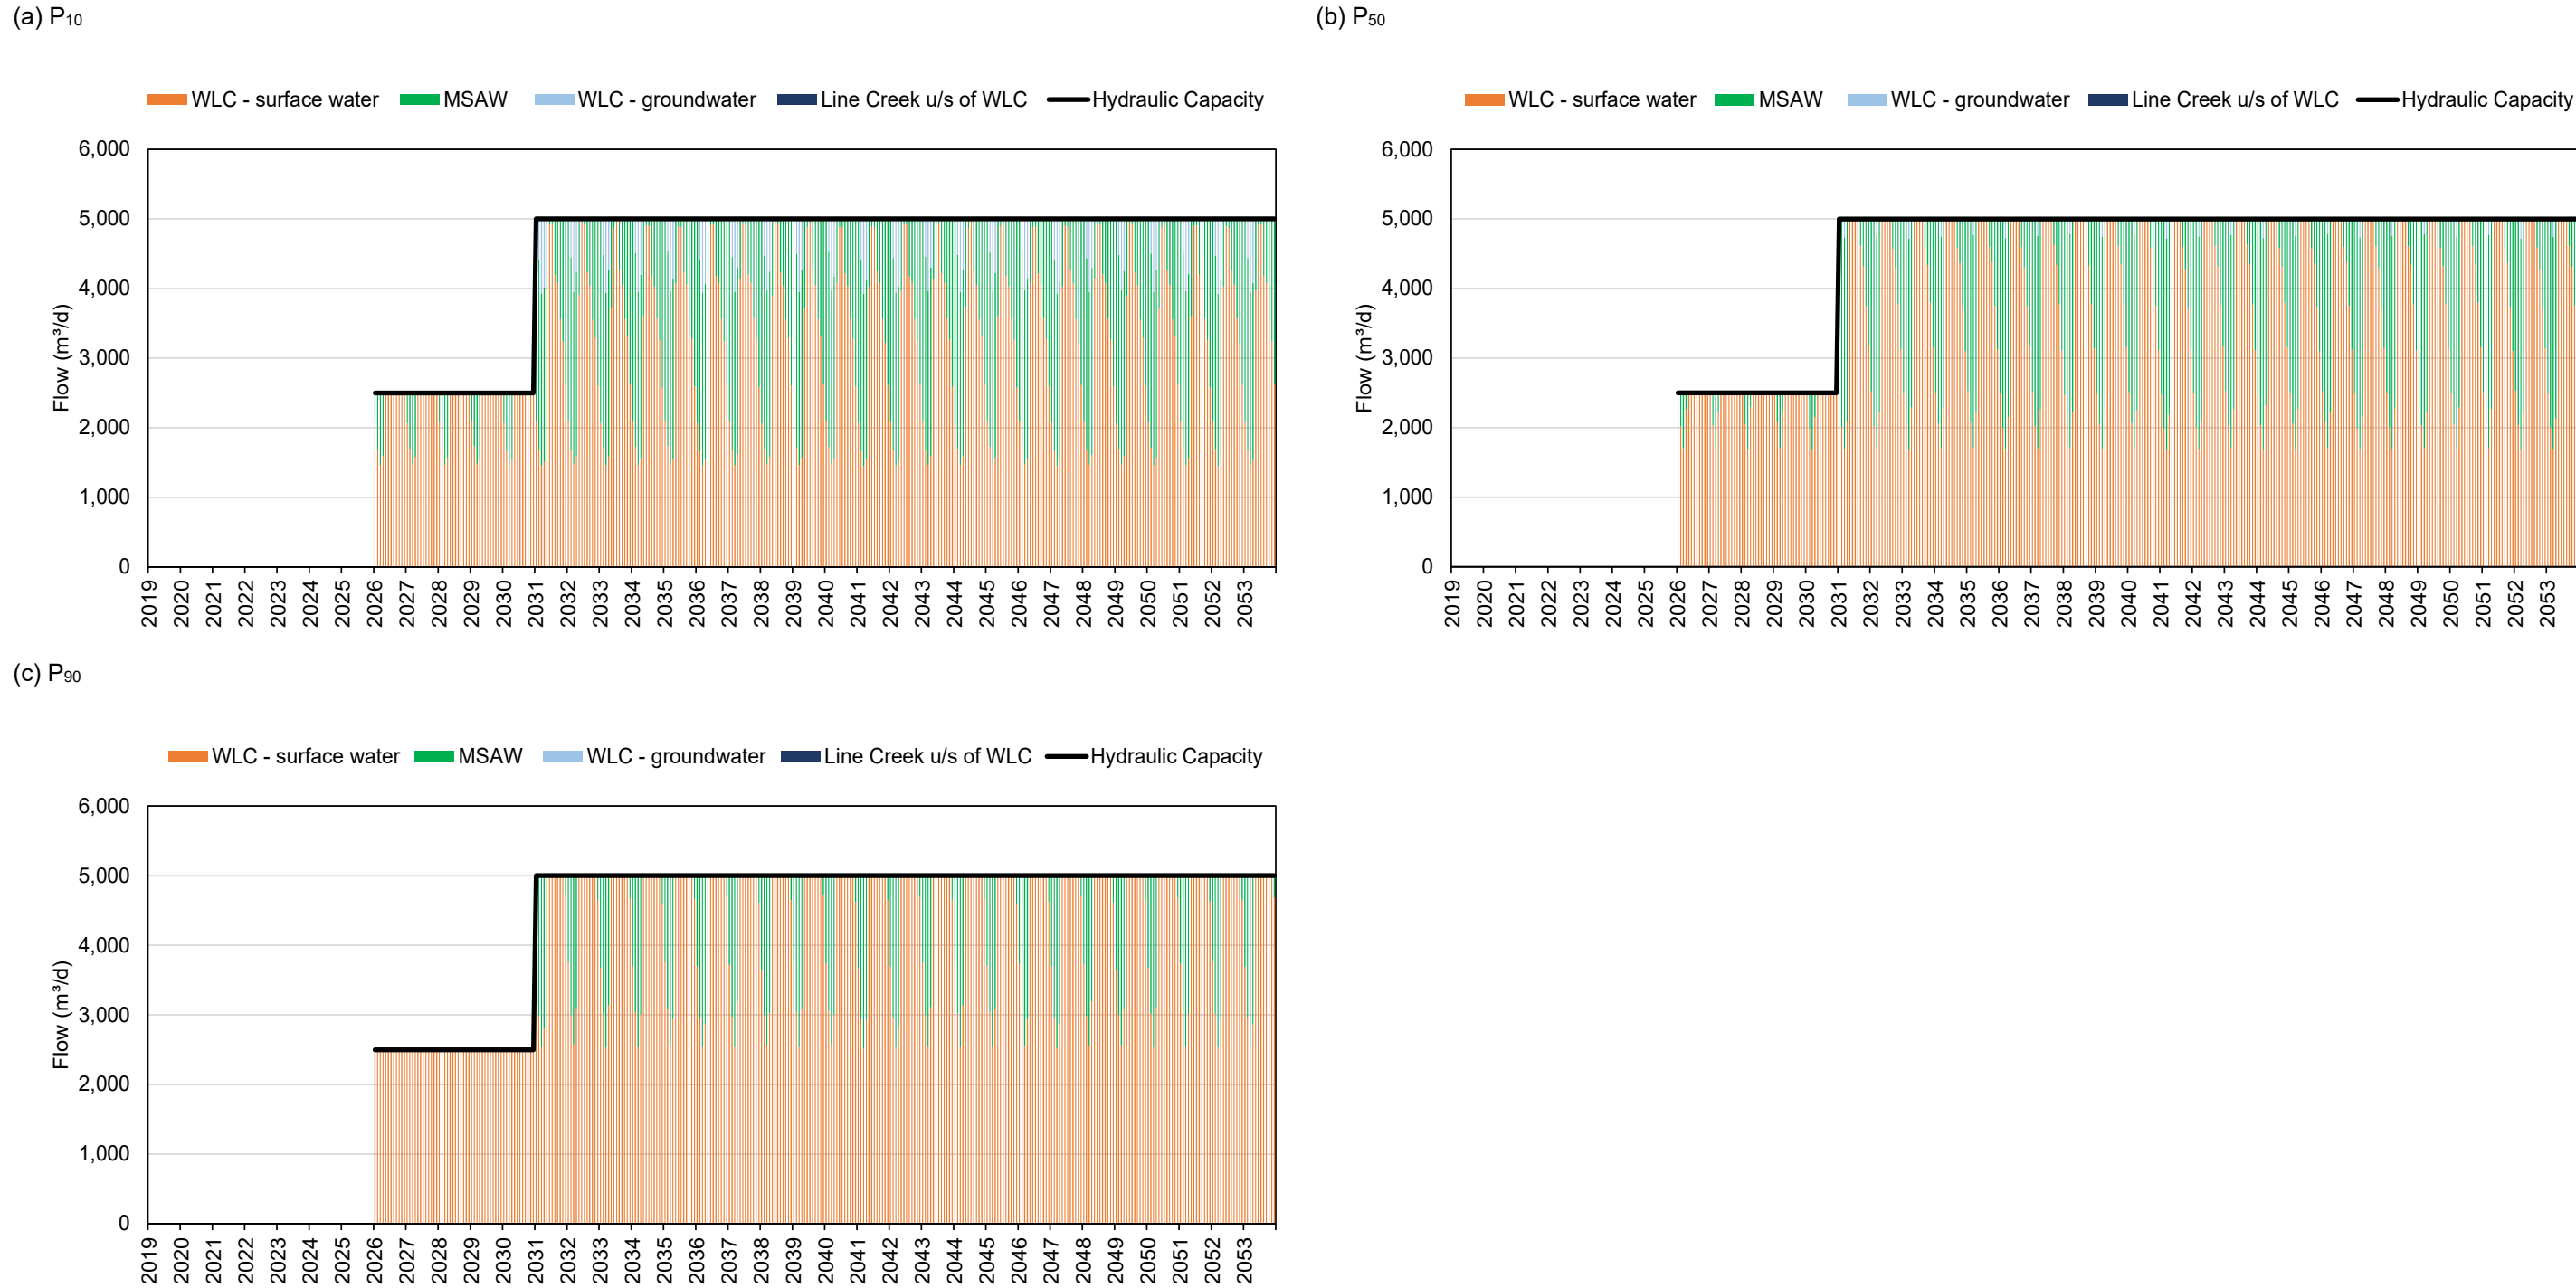 (a) P10
(b) P50
WLC - surface water MSAW WLC - groundwater Line Creek u/s of WLC Hydraulic Capacity
WLC - surface water MSAW WLC - groundwater Line Creek u/s of WLC Hydraulic Capacity
Flow (m³/d)
6,000
5,000
4,000
3,000
2,000
1,000
0
2019 2020 2021 2022 2023 2024 2025 2026 2027 2028 2029 2030 2031 2032 2033 2034 2035 2036 2037 2038 2039 2040 2041 2042 2043 2044 2045 2046 2047 2048 2049 2050 2051 2052 2053
Flow (m³/d)
6,000
5,000
4,000
3,000
2,000
1,000
0
2019 2020 2021 2022 2023 2024 2025 2026 2027 2028 2029 2030 2031 2032 2033 2034 2035 2036 2037 2038 2039 2040 2041 2042 2043 2044 2045 2046 2047 2048 2049 2050 2051 2052 2053
(c) P90
WLC - surface water MSAW WLC - groundwater Line Creek u/s of WLC Hydraulic Capacity
Flow (m³/d)
6,000
5,000
4,000
3,000
2,000
1,000
0
2019 2020 2021 2022 2023 2024 2025 2026 2027 2028 2029 2030 2031 2032 2033 2034 2035 2036 2037 2038 2039 2040 2041 2042 2043 2044 2045 2046 2047 2048 2049 2050 2051 2052 2053